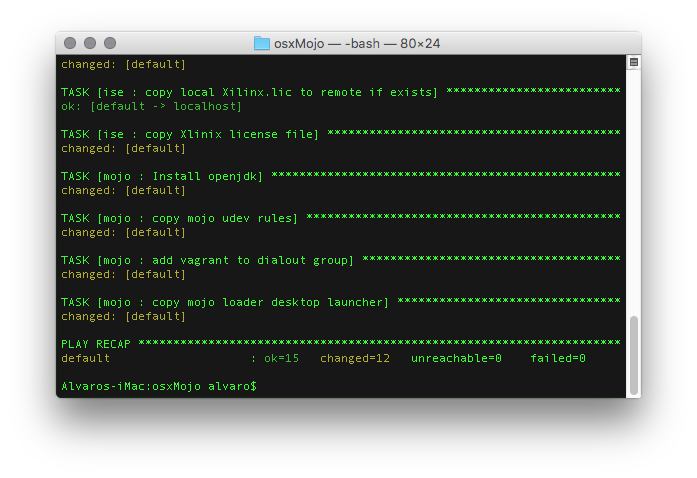 osxMojo — -bash — 80×24
changed: [default]
TASK [ise : copy local Xilinx.lic to remote if exists] *************************
ok: [default -> localhost]
TASK [ise : copy Xlinix license file] ******************************************
changed: [default]
TASK [mojo : Install openjdk] **************************************************
changed: [default]
TASK [mojo : copy mojo udev rules] *********************************************
changed: [default]
TASK [mojo : add vagrant to dialout group] *************************************
changed: [default]
TASK [mojo : copy mojo loader desktop launcher] ********************************
changed: [default]
PLAY RECAP *********************************************************************
default                    : ok=15   changed=12   unreachable=0    failed=0
Alvaros-iMac:osxMojo alvaro$